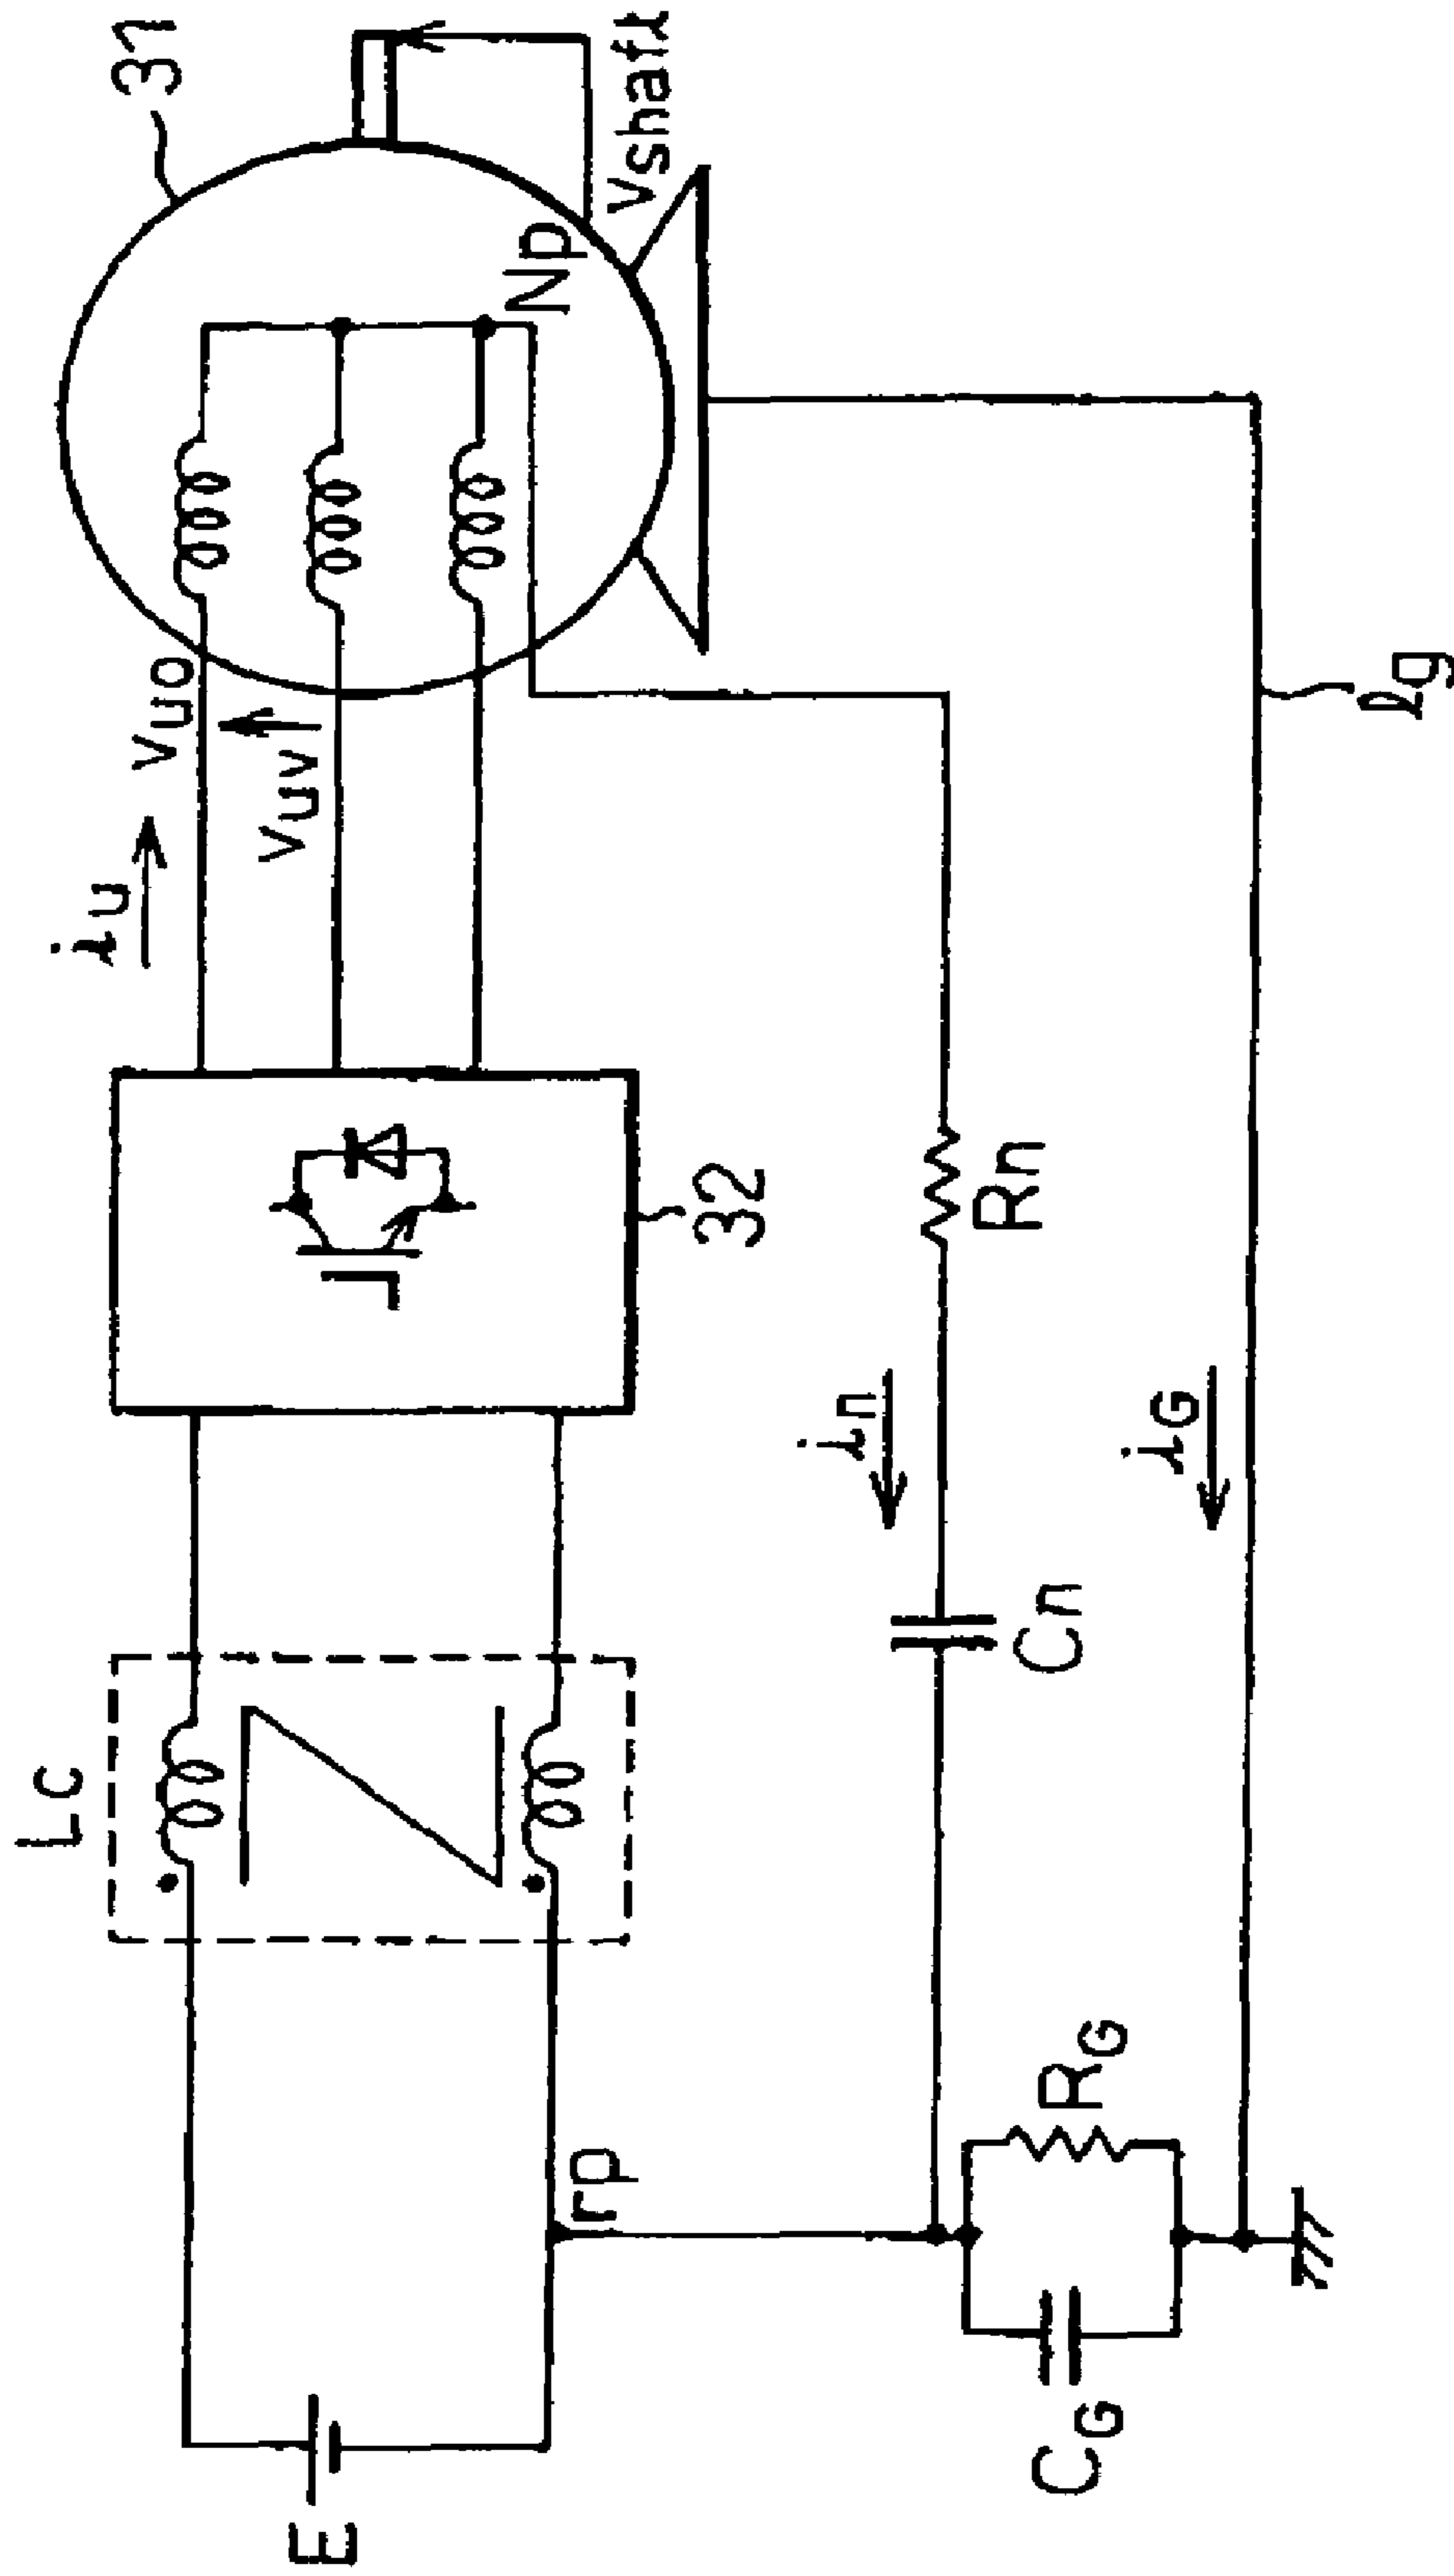 31
Vshaft
Np
Vuo
Vuv
iu
32
Lc
Rn
in
Cn
iG
ℓg
rp
RG
CG
E